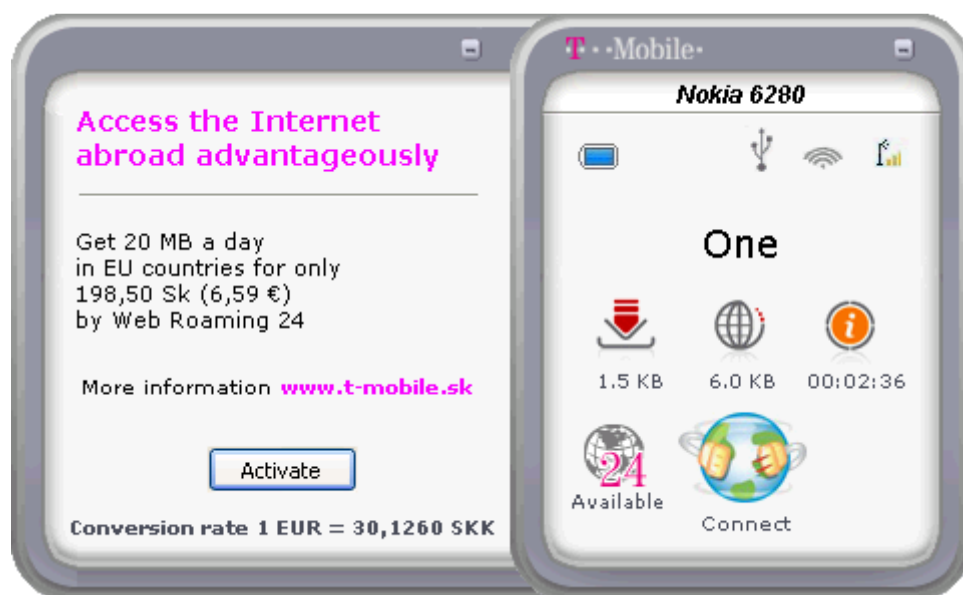 Access the Internet
abroad advantageously
Get 20 MB a day
in EU countries for only
198,50 Sk (6,59 €)
by Web Roaming 24
More information www.t-mobile.sk
Activate
Conversion rate 1 EUR = 30,1260 SKK
T··Mobile·
Nokia 6280
One
1.5 KB 6.0 KB 00:02:36
24
Available
Connect